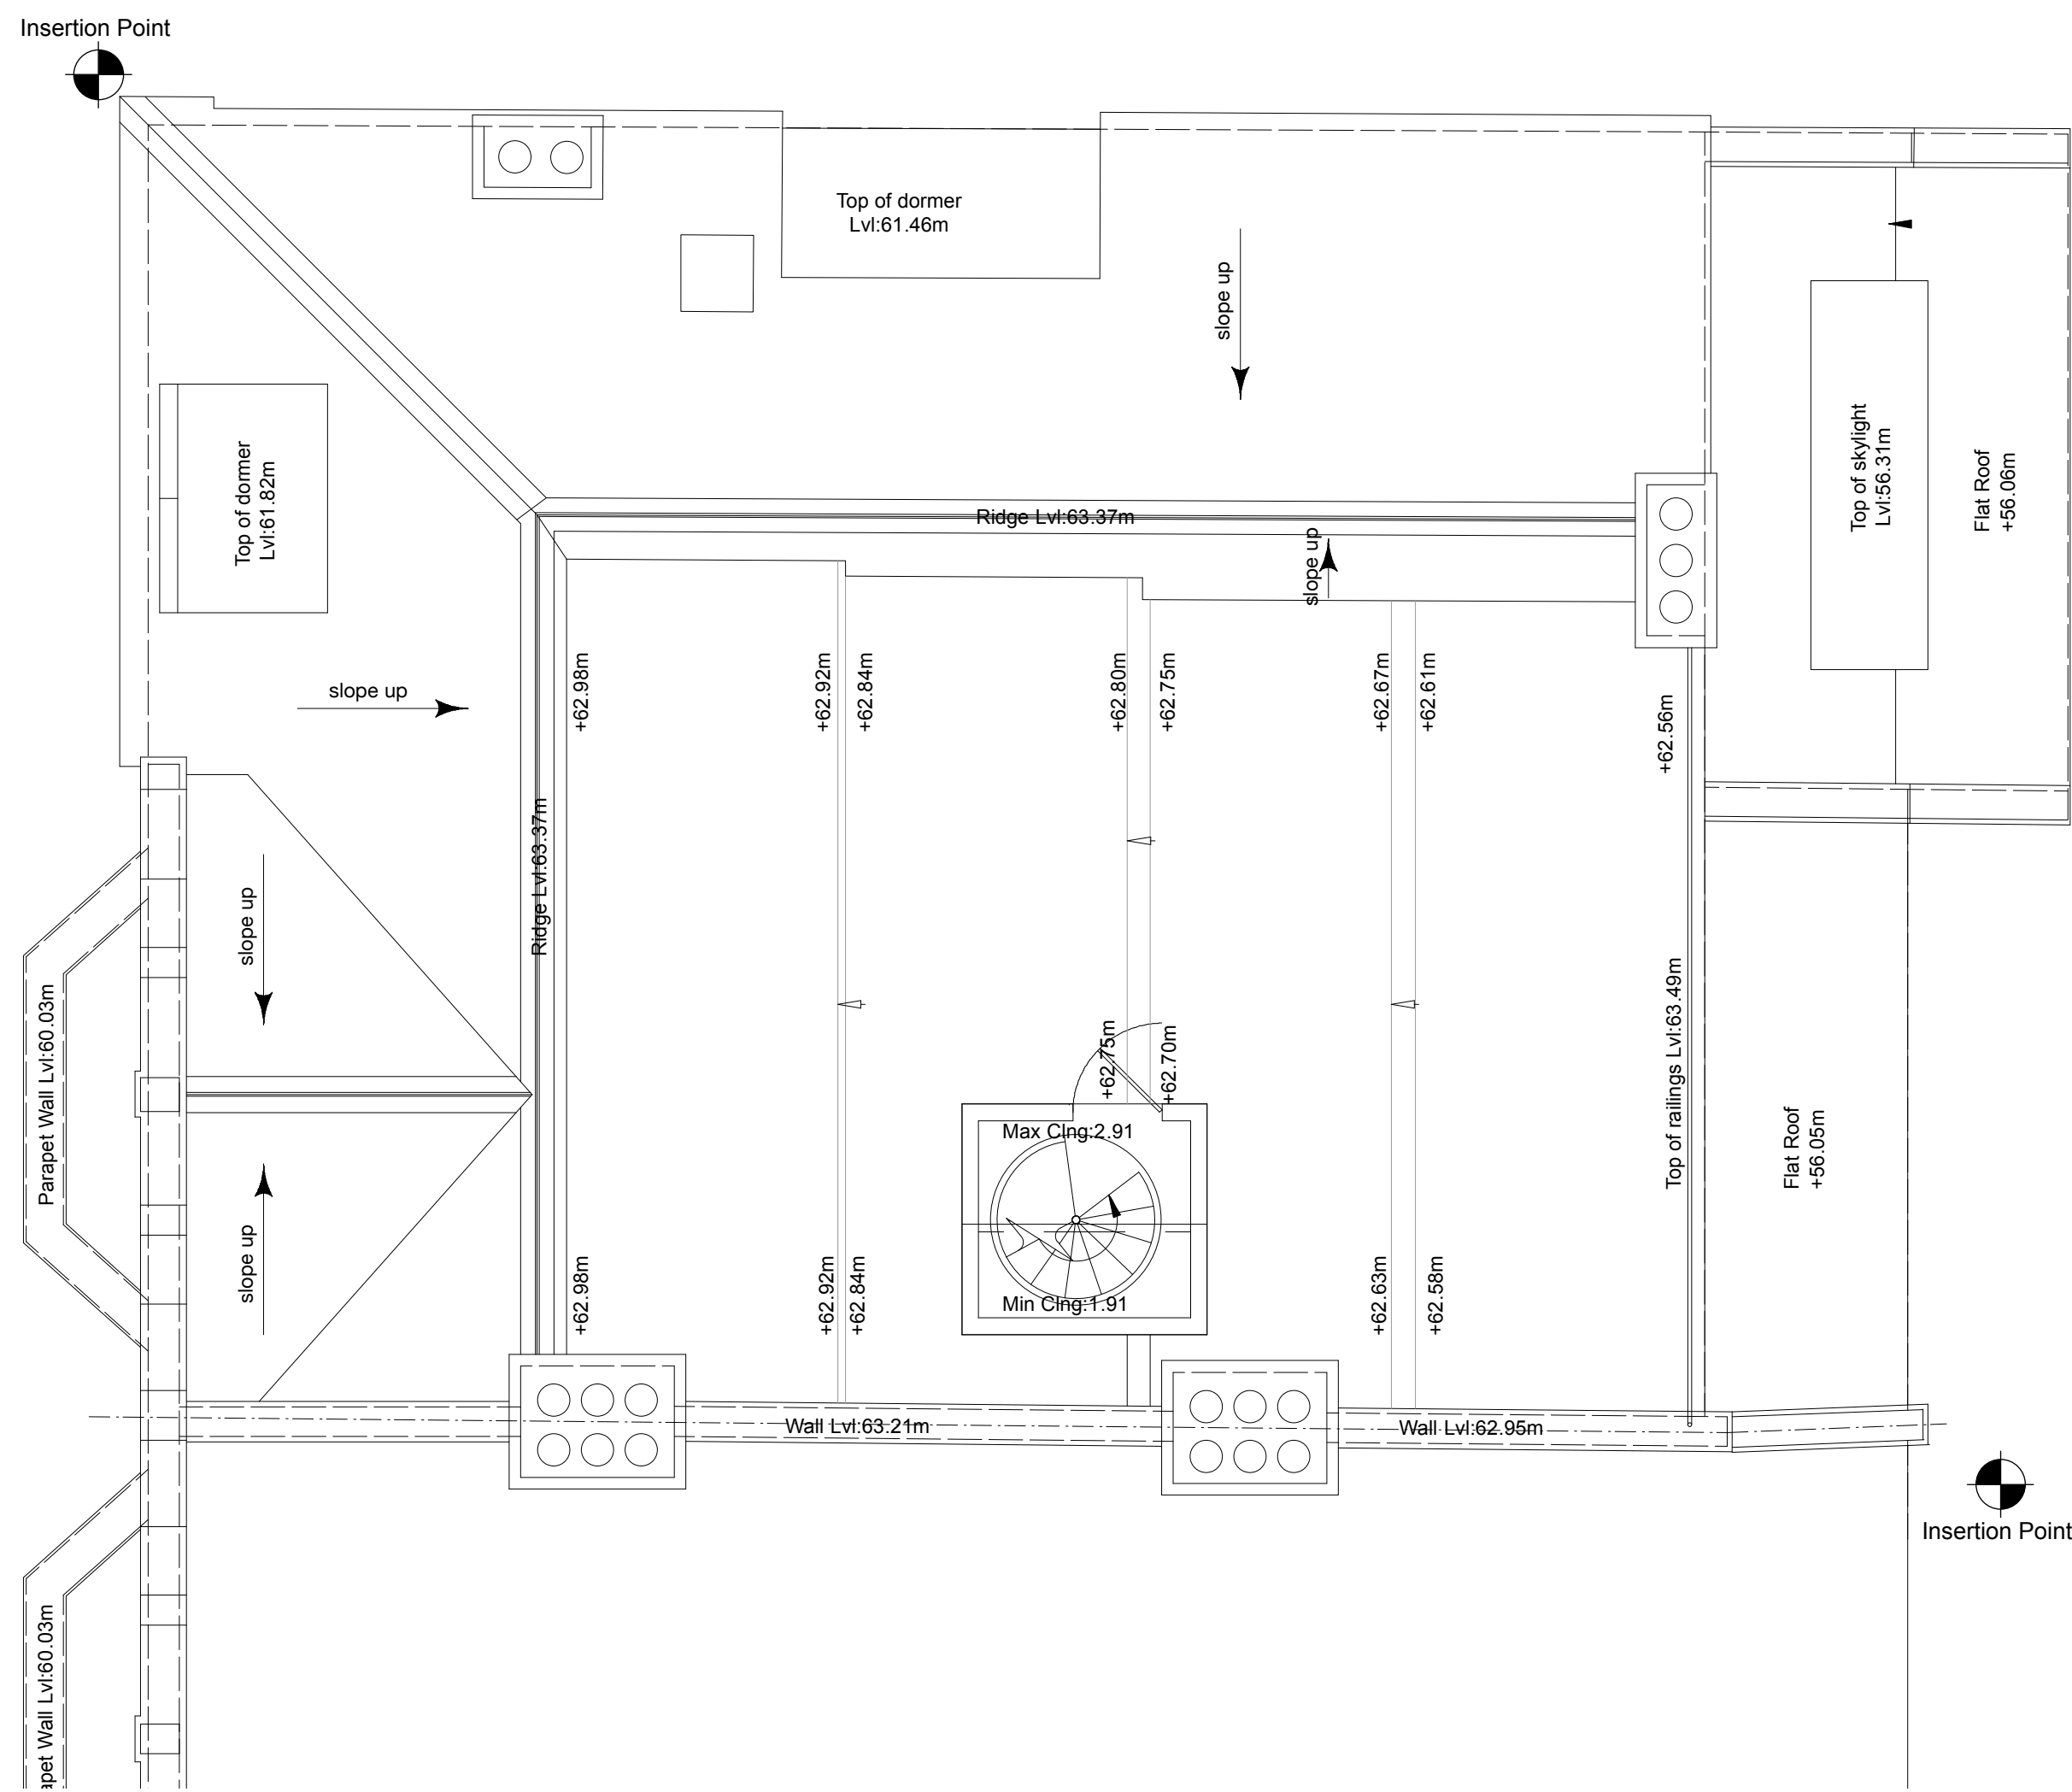 Insertion Point
Top of dormer
Lvl:61.46m
slope up
Top of dormer
Lvl:61.82m
Top of skylight
Lvl:56.31m
Flat Roof
+56.06m
Ridge Lvl:63.37m
slope up
slope up
+62.98m
+62.92m
+62.84m
+62.80m
+62.75m
+62.67m
+62.61m
+62.56m
Ridge Lvl:63.37m
slope up
Parapet Wall Lvl:60.03m
+62.75m
+62.70m
Top of railings Lvl:63.49m
Max Clng:2.91
Flat Roof
+56.05m
slope up
+62.98m
+62.92m
+62.84m
Min Clng:1.91
+62.63m
+62.58m
Wall Lvl:63.21m
Wall Lvl:62.95m
Insertion Point
Wall Lvl:60.03m